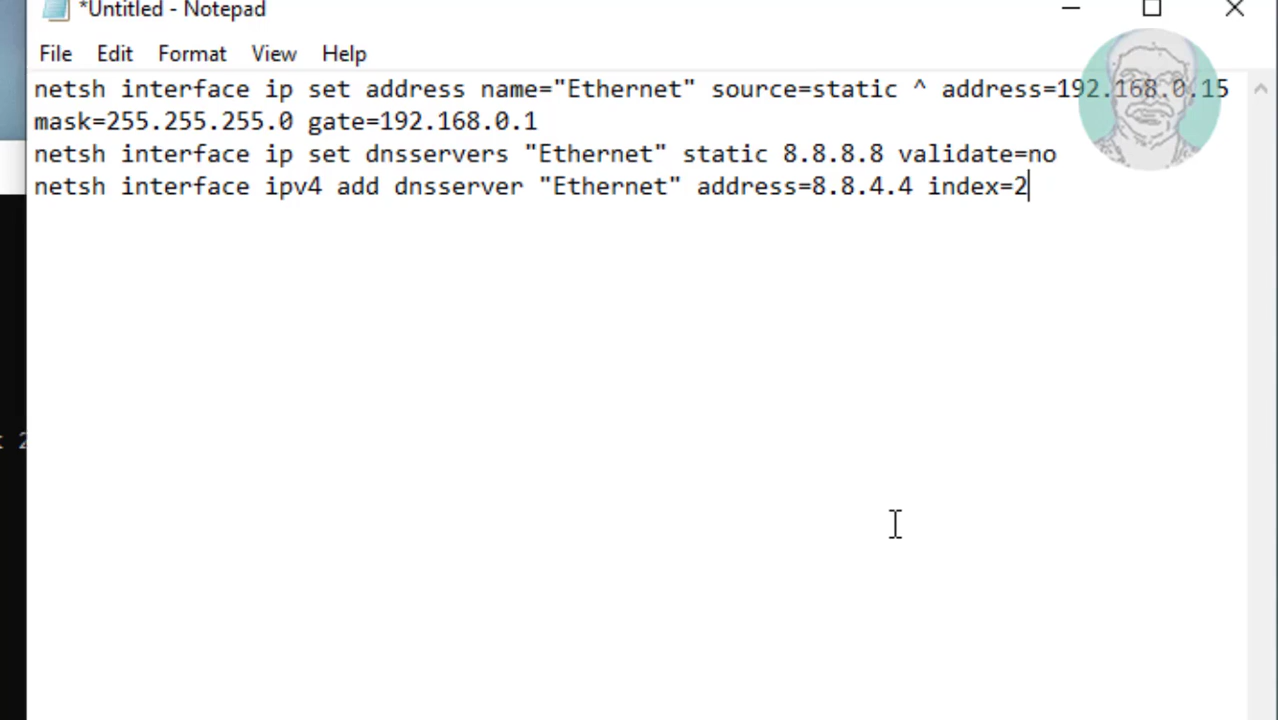 *Untitled - Notepad
File Edit Format View Help
netsh interface ip set address name="Ethernet" source=static ^ address=192.168.0.15
mask=255.255.255.0 gate=192.168.0.1
netsh interface ip set dnsservers "Ethernet" static 8.8.8.8 validate=no
netsh interface ipv4 add dnsserver "Ethernet" address=8.8.4.4 index=2